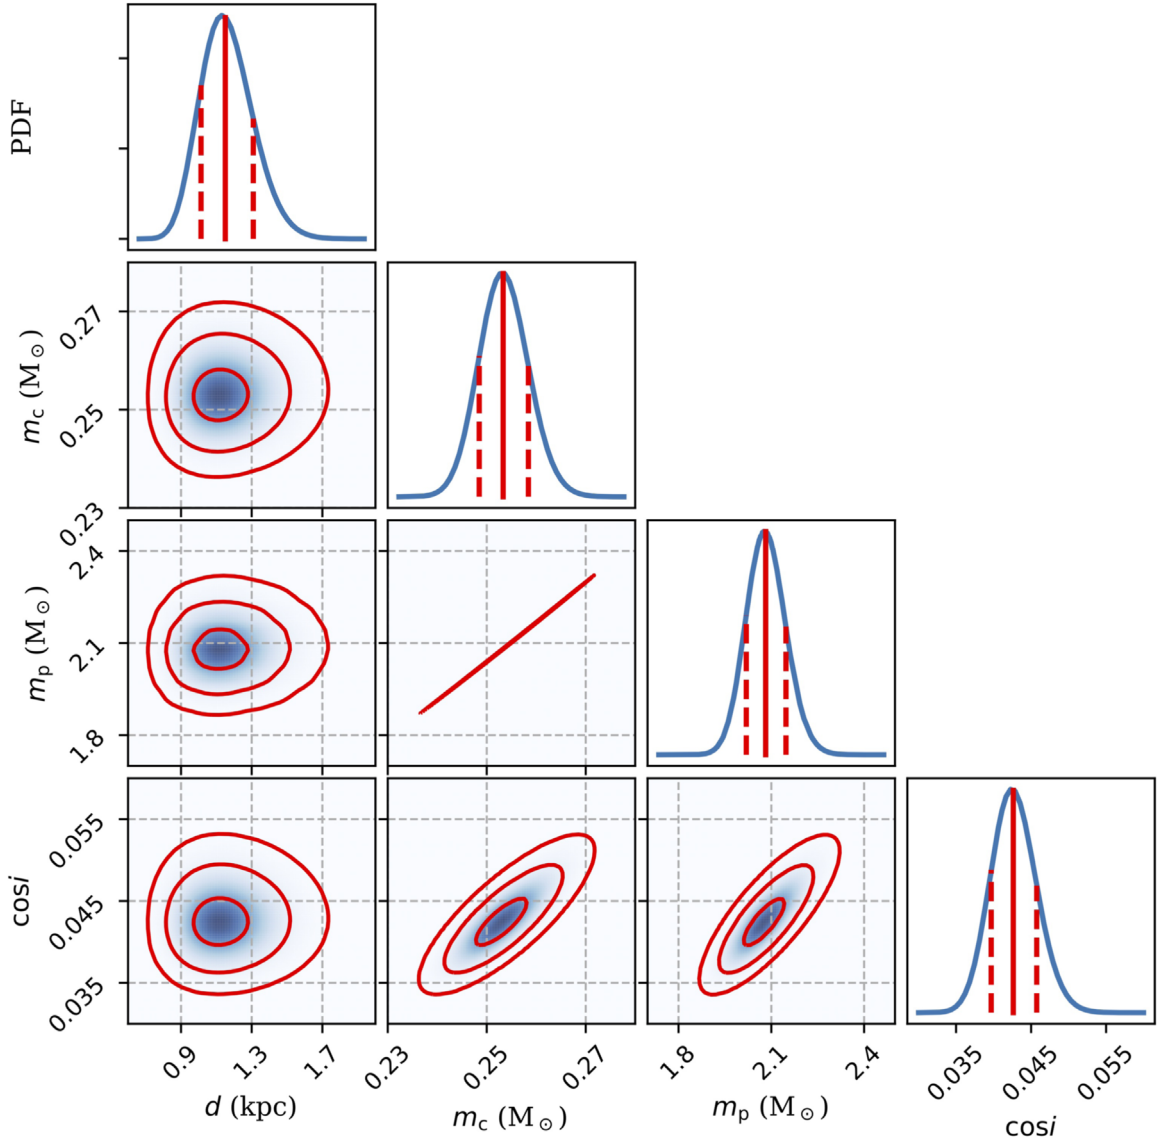 PDF
m_c (M_⊙)
0.27
0.25
0.23
m_p (M_⊙)
2.4
2.1
1.8
cosi
0.055
0.045
0.035
0.9 1.3 1.7
d (kpc)
0.23 0.25 0.27
m_c (M_⊙)
1.8 2.1 2.4
m_p (M_⊙)
0.035 0.045 0.055
cosi